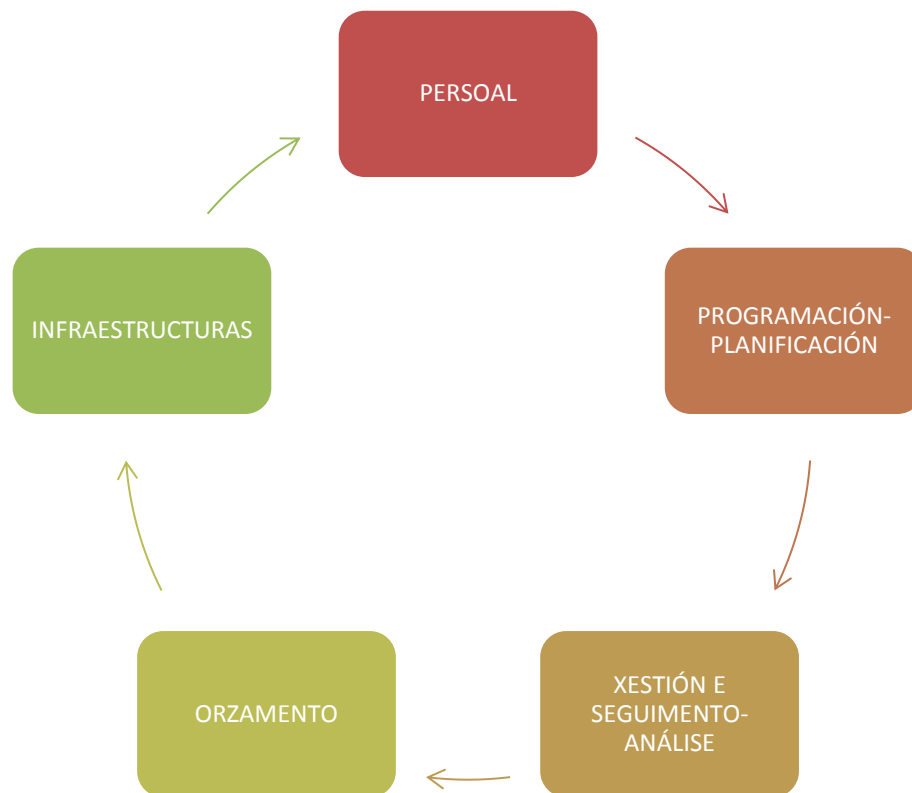 PERSOAL
PROGRAMACIÓN-
PLANIFICACIÓN
XESTIÓN E
SEGUIMENTO-
ANÁLISE
ORZAMENTO
INFRAESTRUCTURAS